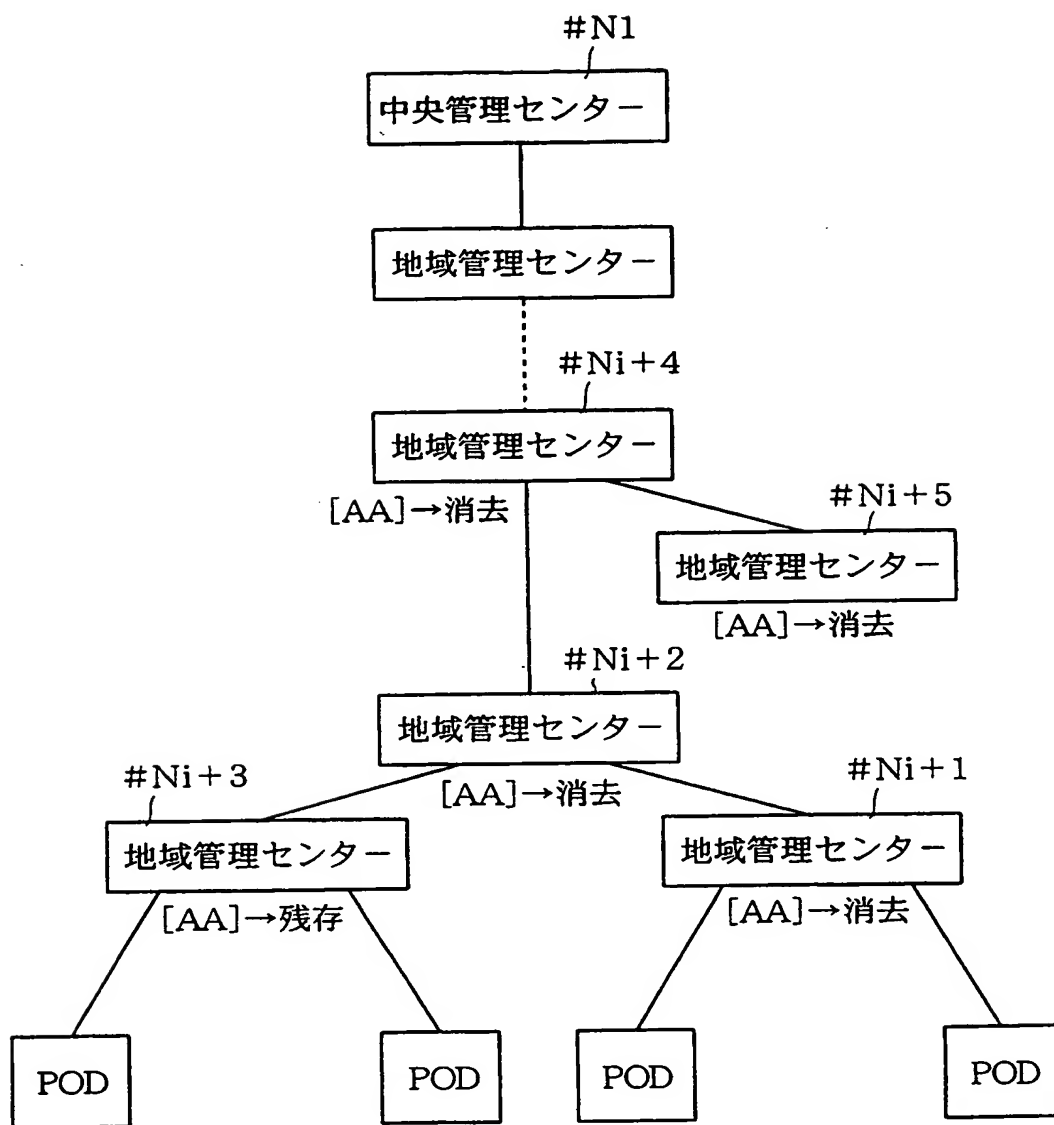 #N1
中央管理センター
地域管理センター
#Ni+4
地域管理センター
[AA]→消去
#Ni+5
地域管理センター
[AA]→消去
#Ni+2
地域管理センター
[AA]→消去
#Ni+3
地域管理センター
[AA]→残存
#Ni+1
地域管理センター
[AA]→消去
POD
POD
POD
POD